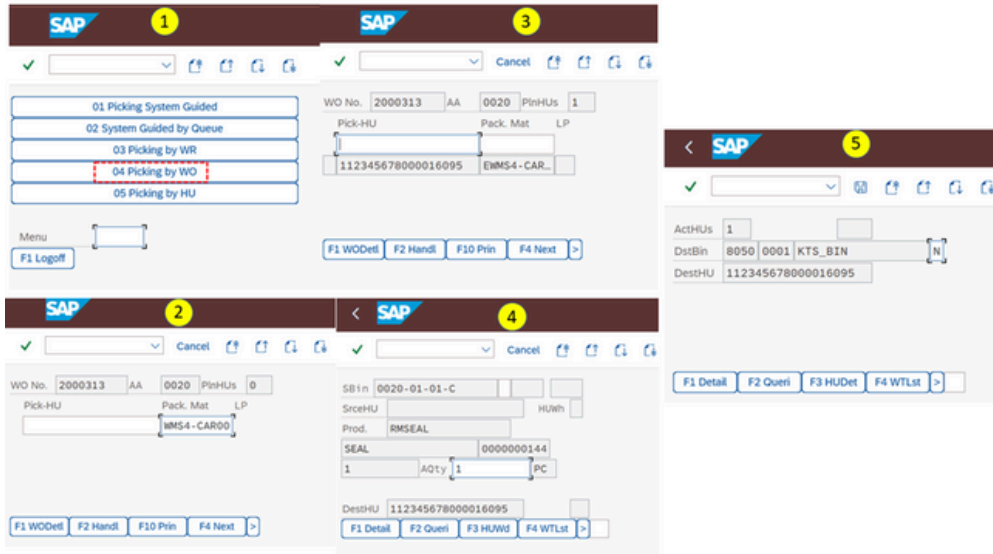 SAP 1
01 Picking System Guided
02 System Guided by Queue
03 Picking by WR
04 Picking by WO
05 Picking by HU
Menu
F1 Logoff
SAP 2
Cancel
WO No. 2000313 AA 0020 PlnHUs 0
Pick-HU Pack. Mat LP
WMS4-CAR00
F1 WODetl F2 Handl F10 Prin F4 Next >
SAP 3
Cancel
WO No. 2000313 AA 0020 PlnHUs 1
Pick-HU Pack. Mat LP
112345678000016095 EWMS4-CAR…
F1 WODetl F2 Handl F10 Prin F4 Next >
SAP 4
Cancel
SBin 0020-01-01-C
SrceHU HUWh
Prod. RMSEAL
SEAL 0000000144
1 AQty 1 PC
DestHU 112345678000016095
F1 Detail F2 Queri F3 HUWd F4 WTLst >
SAP 5
ActHUs 1
DstBin 8050 0001 KTS_BIN N
DestHU 112345678000016095
F1 Detail F2 Queri F3 HUDet F4 WTLst >